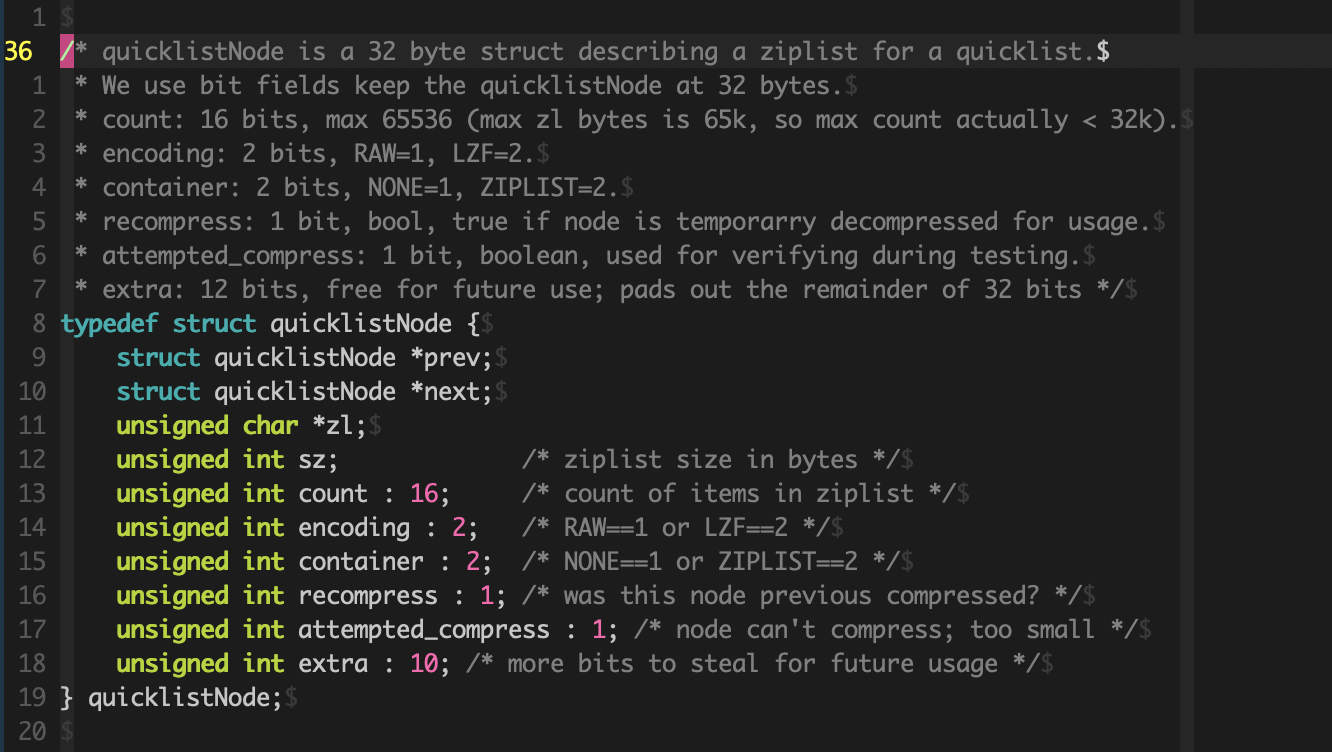 1 $
36 /* quicklistNode is a 32 byte struct describing a ziplist for a quicklist.$
1 * We use bit fields keep the quicklistNode at 32 bytes.$
2 * count: 16 bits, max 65536 (max zl bytes is 65k, so max count actually < 32k).$
3 * encoding: 2 bits, RAW=1, LZF=2.$
4 * container: 2 bits, NONE=1, ZIPLIST=2.$
5 * recompress: 1 bit, bool, true if node is temporarry decompressed for usage.$
6 * attempted_compress: 1 bit, boolean, used for verifying during testing.$
7 * extra: 12 bits, free for future use; pads out the remainder of 32 bits */$
8 typedef struct quicklistNode {$
9     struct quicklistNode *prev;$
10     struct quicklistNode *next;$
11     unsigned char *zl;$
12     unsigned int sz;             /* ziplist size in bytes */$
13     unsigned int count : 16;     /* count of items in ziplist */$
14     unsigned int encoding : 2;   /* RAW==1 or LZF==2 */$
15     unsigned int container : 2;  /* NONE==1 or ZIPLIST==2 */$
16     unsigned int recompress : 1; /* was this node previous compressed? */$
17     unsigned int attempted_compress : 1; /* node can't compress; too small */$
18     unsigned int extra : 10; /* more bits to steal for future usage */$
19 } quicklistNode;$
20 $